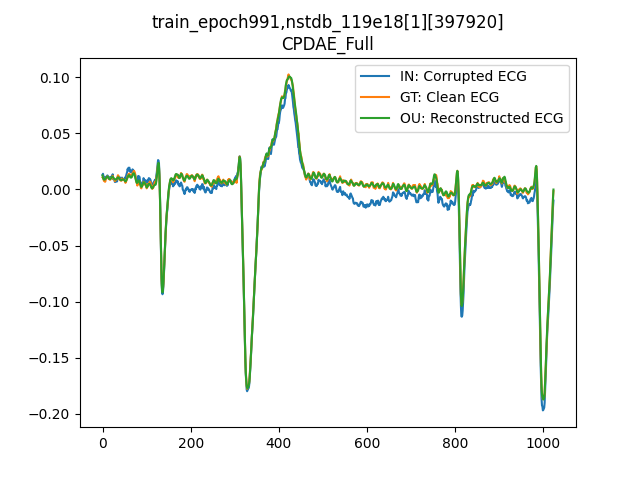 train_epoch991,nstdb_119e18[1][397920]
CPDAE_Full
IN: Corrupted ECG
GT: Clean ECG
OU: Reconstructed ECG
0.10
0.05
0.00
−0.05
−0.10
−0.15
−0.20
0 200 400 600 800 1000